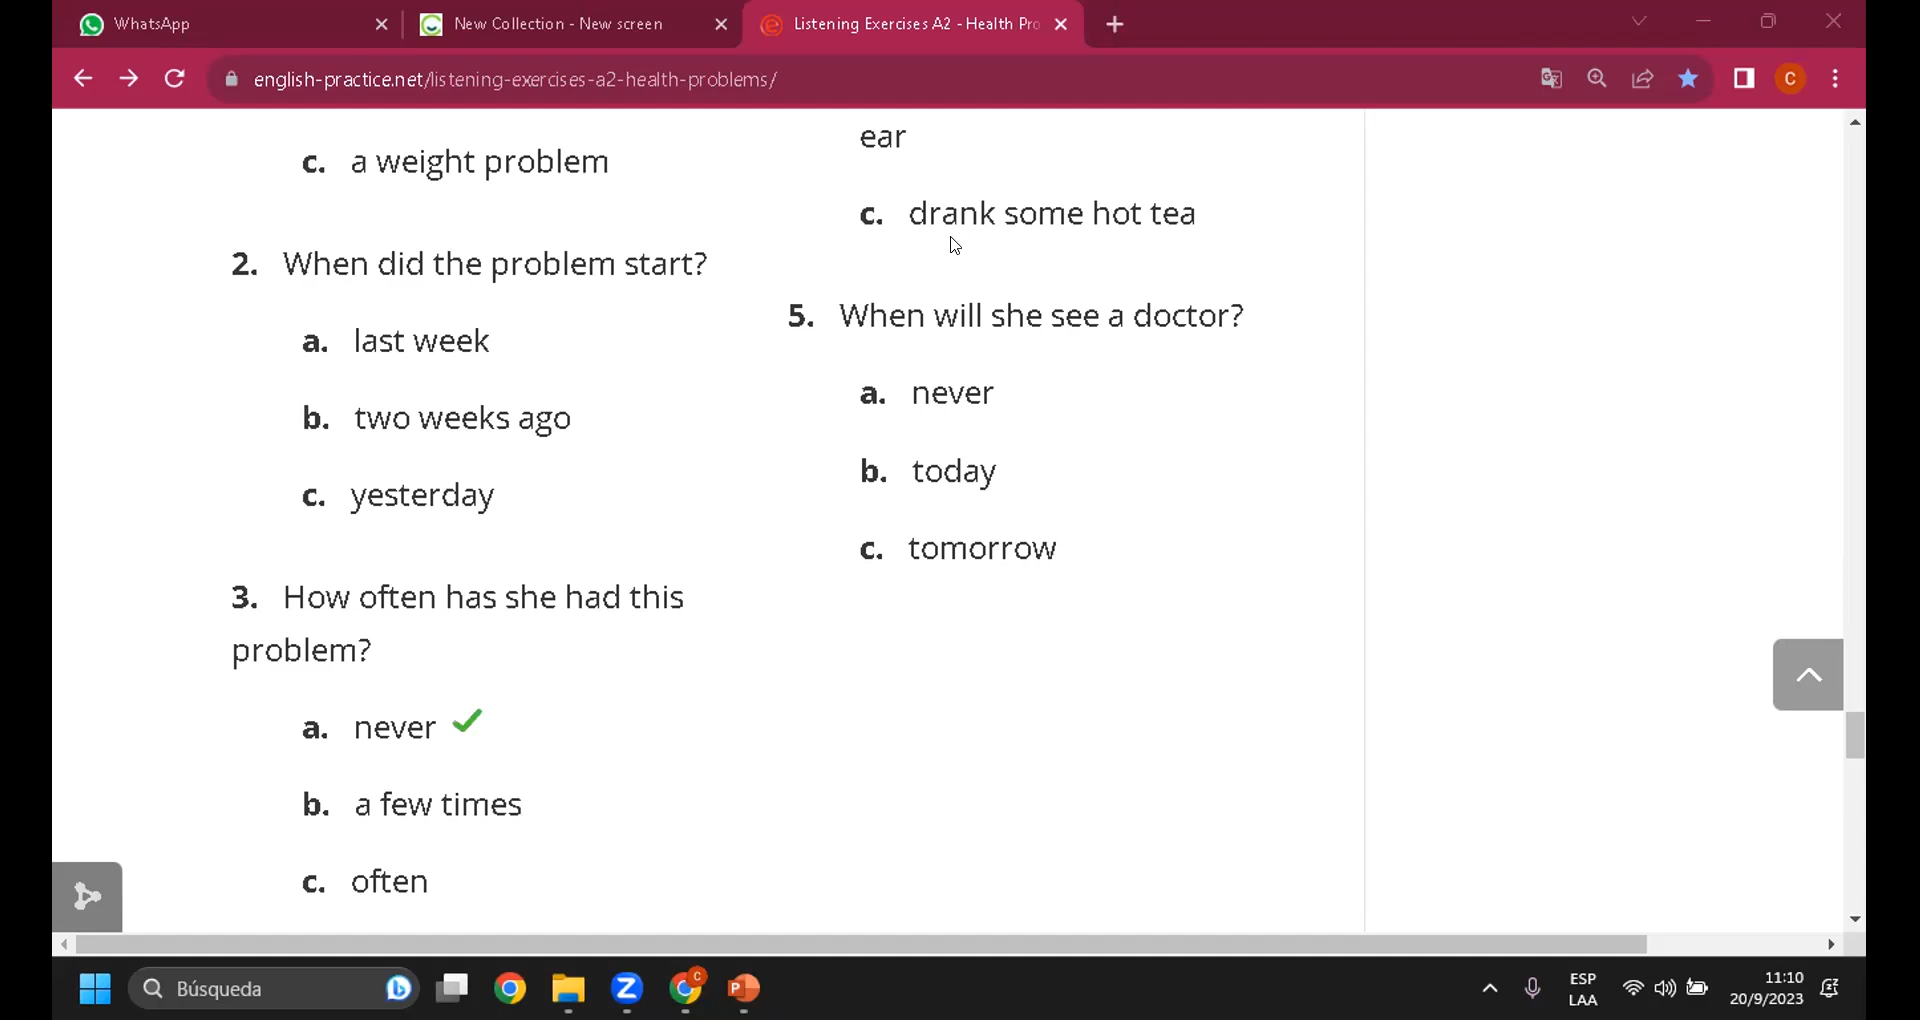 WhatsApp
New Collection - New screen
Listening Exercises A2 - Health Pro
english-practice.net/listening-exercises-a2-health-problems/
C
c. a weight problem
2. When did the problem start?
a. last week
b. two weeks ago
c. yesterday
3. How often has she had this
problem?
a. never
b. a few times
c. often
ear
c. drank some hot tea
5. When will she see a doctor?
a. never
b. today
c. tomorrow
Búsqueda
ESP
LAA
11:10
20/9/2023